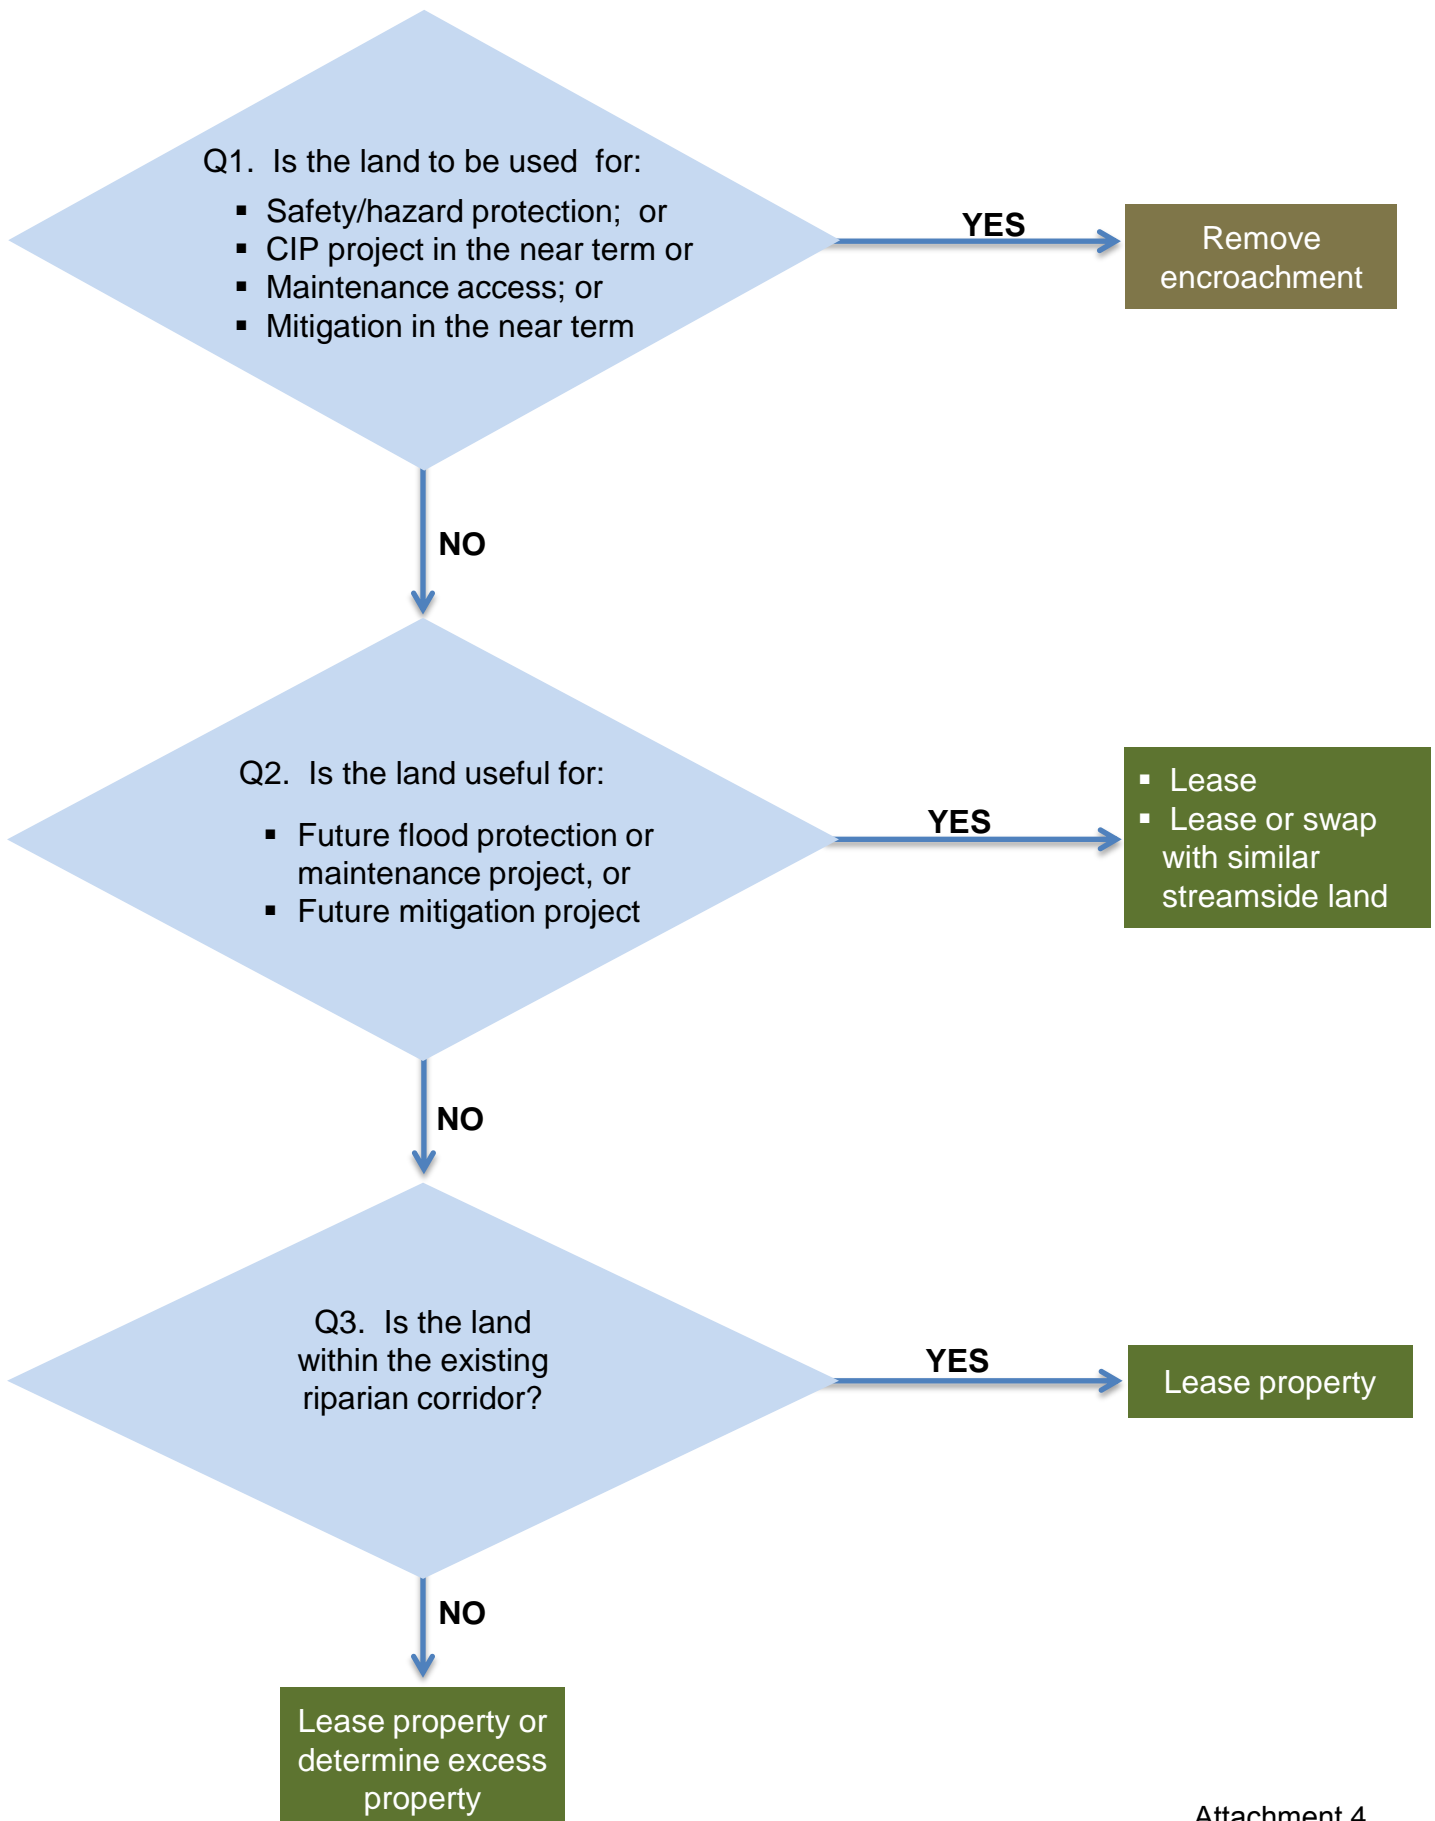 Q1.  Is the land to be used  for:
▪ Safety/hazard protection;  or
▪ CIP project in the near term or
▪ Maintenance access; or
▪ Mitigation in the near term
YES
Remove
encroachment
NO
Q2.  Is the land useful for:
▪ Future flood protection or
maintenance project, or
▪ Future mitigation project
YES
▪ Lease
▪ Lease or swap
with similar
streamside land
NO
Q3.  Is the land
within the existing
riparian corridor?
YES
Lease property
NO
Lease property or
determine excess
property
Attachment 4